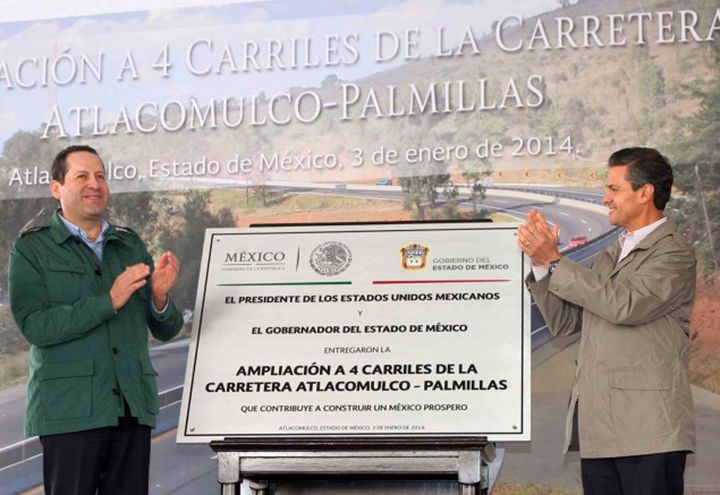 ACIÓN A 4 CARRILES DE LA CARRETERA
ATLACOMULCO-PALMILLAS
Atlacomulco, Estado de México, 3 de enero de 2014.
MÉXICO
GOBIERNO DE LA REPÚBLICA
GOBIERNO DEL
ESTADO DE MÉXICO
EL PRESIDENTE DE LOS ESTADOS UNIDOS MEXICANOS
Y
EL GOBERNADOR DEL ESTADO DE MÉXICO
ENTREGARON LA
AMPLIACIÓN A 4 CARRILES DE LA
CARRETERA ATLACOMULCO – PALMILLAS
QUE CONTRIBUYE A CONSTRUIR UN MÉXICO PROSPERO
ATLACOMULCO, ESTADO DE MÉXICO, 3 DE ENERO DE 2014.